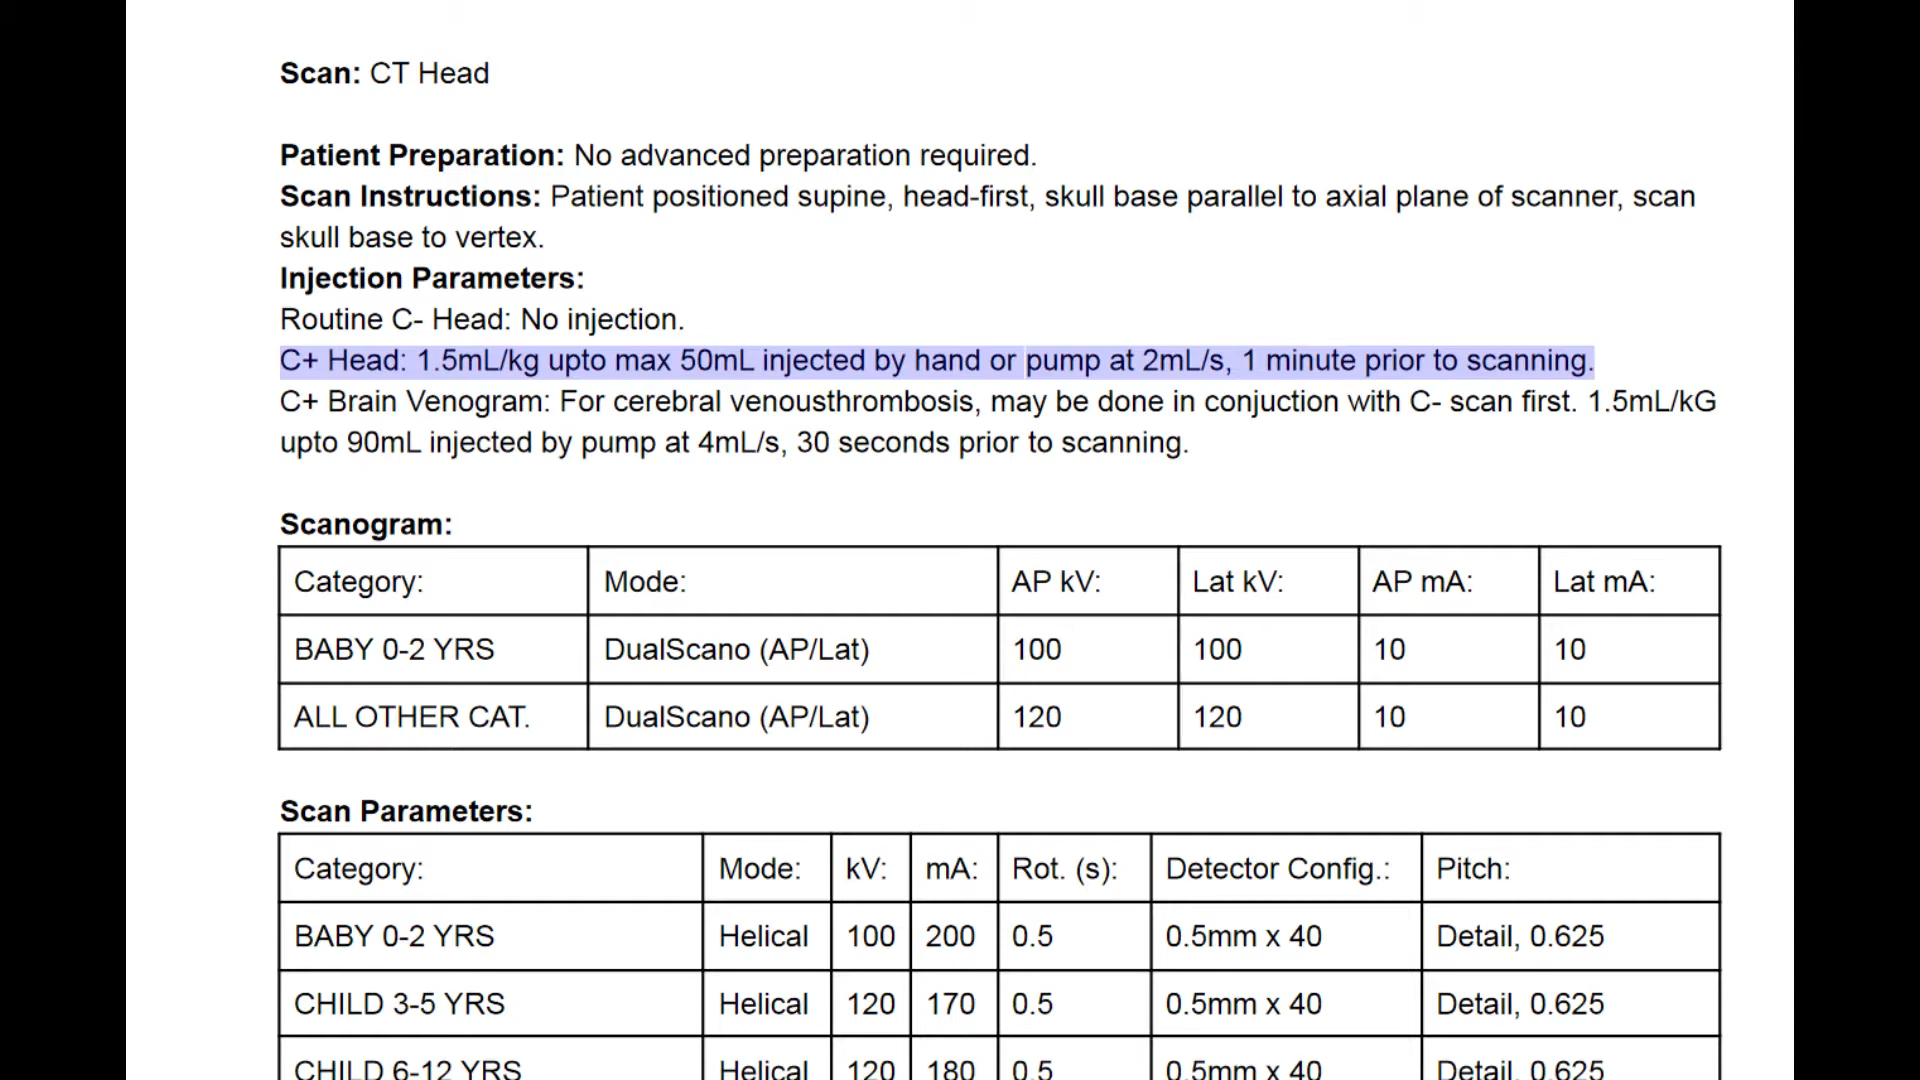 Scan: CT Head
Patient Preparation: No advanced preparation required.
Scan Instructions: Patient positioned supine, head-first, skull base parallel to axial plane of scanner, scan
skull base to vertex.
Injection Parameters:
Routine C- Head: No injection.
C+ Head: 1.5mL/kg upto max 50mL injected by hand or pump at 2mL/s, 1 minute prior to scanning.
C+ Brain Venogram: For cerebral venousthrombosis, may be done in conjuction with C- scan first. 1.5mL/kG
upto 90mL injected by pump at 4mL/s, 30 seconds prior to scanning.
Scanogram:
Category: Mode: AP kV: Lat kV: AP mA: Lat mA:
BABY 0-2 YRS DualScano (AP/Lat) 100 100 10 10
ALL OTHER CAT. DualScano (AP/Lat) 120 120 10 10
Scan Parameters:
Category: Mode: kV: mA: Rot. (s): Detector Config.: Pitch:
BABY 0-2 YRS Helical 100 200 0.5 0.5mm x 40 Detail, 0.625
CHILD 3-5 YRS Helical 120 170 0.5 0.5mm x 40 Detail, 0.625
CHILD 6-12 YRS Helical 120 180 0.5 0.5mm x 40 Detail, 0.625